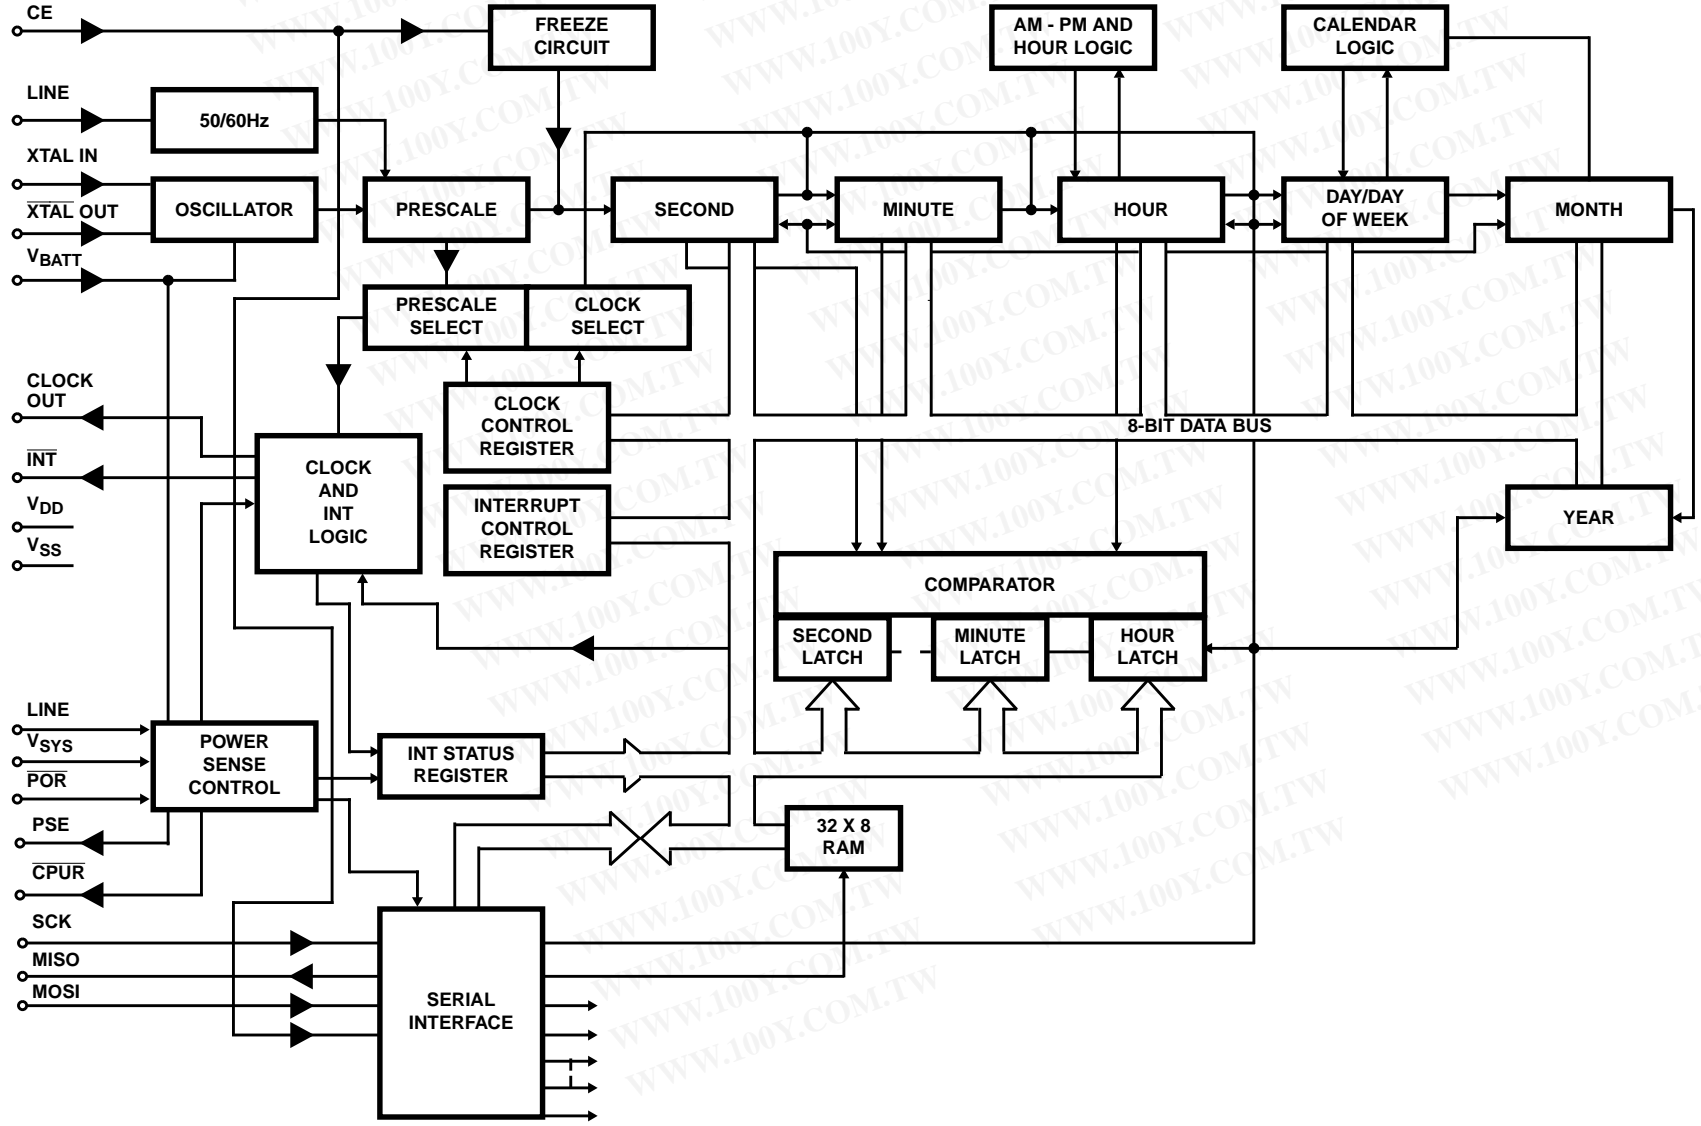 CE
FREEZE
CIRCUIT
AM - PM AND
HOUR LOGIC
CALENDAR
LOGIC
LINE
50/60Hz
XTAL IN
XTAL OUT
OSCILLATOR
PRESCALE
SECOND
MINUTE
HOUR
DAY/DAY
OF WEEK
MONTH
VBATT
PRESCALE
SELECT
CLOCK
SELECT
CLOCK
OUT
CLOCK
CONTROL
REGISTER
8-BIT DATA BUS
INT
CLOCK
AND
INT
LOGIC
INTERRUPT
CONTROL
REGISTER
YEAR
VDD
VSS
COMPARATOR
SECOND
LATCH
MINUTE
LATCH
HOUR
LATCH
LINE
VSYS
POR
POWER
SENSE
CONTROL
INT STATUS
REGISTER
PSE
32 X 8
RAM
CPUR
SCK
MISO
MOSI
SERIAL
INTERFACE
WWW.100Y.COM.TW